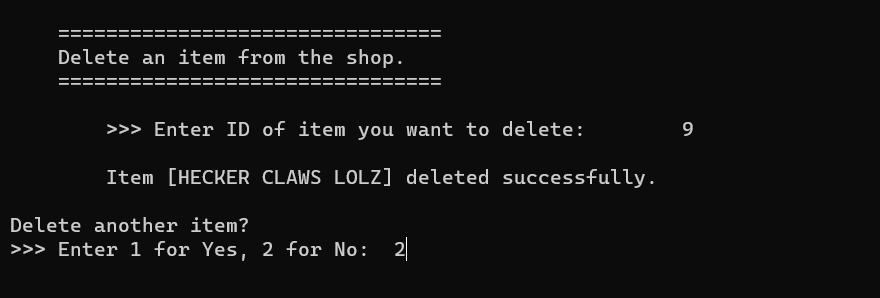 ================================
Delete an item from the shop.
================================
>>> Enter ID of item you want to delete: 9
Item [HECKER CLAWS LOLZ] deleted successfully.
Delete another item?
>>> Enter 1 for Yes, 2 for No: 2